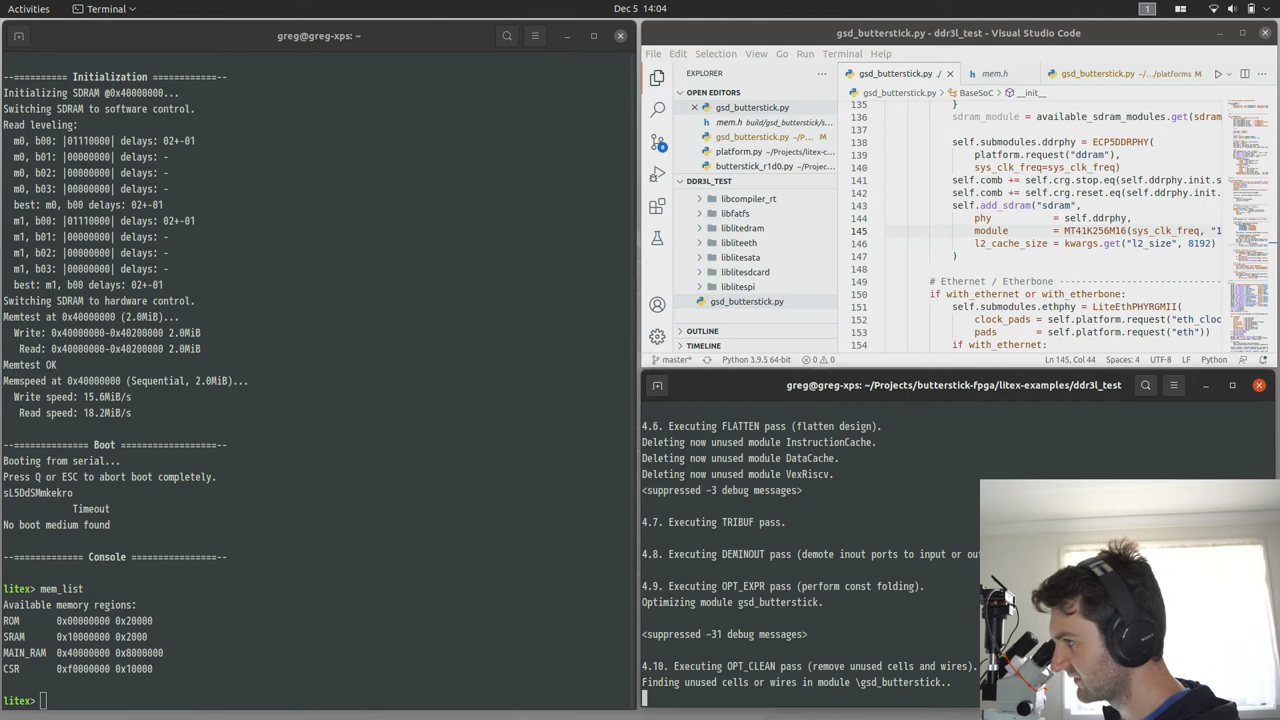 Activities
Terminal
Dec 5 14:04
1
greg@greg-xps: ~
--========== Initialization ============--
Initializing SDRAM @0x40000000...
Switching SDRAM to software control.
Read leveling:
m0, b00: |01110000| delays: 02+-01
m0, b01: |00000000| delays: -
m0, b02: |00000000| delays: -
m0, b03: |00000000| delays: -
best: m0, b00 delays: 02+-01
m1, b00: |01110000| delays: 02+-01
m1, b01: |00000000| delays: -
m1, b02: |00000000| delays: -
m1, b03: |00000000| delays: -
best: m1, b00 delays: 02+-01
Switching SDRAM to hardware control.
Memtest at 0x40000000 (2.0MiB)...
Write: 0x40000000-0x40200000 2.0MiB
Read: 0x40000000-0x40200000 2.0MiB
Memtest OK
Memspeed at 0x40000000 (Sequential, 2.0MiB)...
Write speed: 15.6MiB/s
Read speed: 18.2MiB/s
--============== Boot ==================--
Booting from serial...
Press Q or ESC to abort boot completely.
sL5DdSMmkekro
Timeout
No boot medium found
--============= Console ================--
litex> mem_list
Available memory regions:
ROM 0x00000000 0x20000
SRAM 0x10000000 0x2000
MAIN_RAM 0x40000000 0x8000000
CSR 0xf0000000 0x10000
litex>
gsd_butterstick.py - ddr3l_test - Visual Studio Code
File Edit Selection View Go Run Terminal Help
EXPLORER
OPEN EDITORS
gsd_butterstick.py
mem.h build/gsd_butterstick/s...
gsd_butterstick.py ~/P... M
platform.py ~/Projects/litex-c...
butterstick_r1d0.py ~/Projec...
DDR3L_TEST
libcompiler_rt
libfatfs
liblitedram
libliteeth
liblitesata
liblitesdcard
liblitespi
gsd_butterstick.py
OUTLINE
TIMELINE
gsd_butterstick.py ./
mem.h
gsd_butterstick.py ~/.../platforms M
gsd_butterstick.py > BaseSoC > __init__
135 }
136 sdram_module = available_sdram_modules.get(sdram
137
138 self.submodules.ddrphy = ECP5DDRPHY(
139 platform.request("ddram"),
140 sys_clk_freq=sys_clk_freq)
141 self.comb += self.crg.stop.eq(self.ddrphy.init.s
142 self.comb += self.crg.reset.eq(self.ddrphy.init.
143 self.add_sdram("sdram",
144 phy = self.ddrphy,
145 module = MT41K256M16(sys_clk_freq, "1
146 l2_cache_size = kwargs.get("l2_size", 8192)
147 )
148
149 # Ethernet / Etherbone ---------------------
150 if with_ethernet or with_etherbone:
151 self.submodules.ethphy = LiteEthPHYRGMII(
152 clock_pads = self.platform.request("eth_cloc
153 pads = self.platform.request("eth"))
154 if with_ethernet:
master* Python 3.9.5 64-bit 0 0 Ln 145, Col 44 Spaces: 4 UTF-8 LF Python
greg@greg-xps: ~/Projects/butterstick-fpga/litex-examples/ddr3l_test
4.6. Executing FLATTEN pass (flatten design).
Deleting now unused module InstructionCache.
Deleting now unused module DataCache.
Deleting now unused module VexRiscv.
<suppressed ~3 debug messages>
4.7. Executing TRIBUF pass.
4.8. Executing DEMINOUT pass (demote inout ports to input or ou
4.9. Executing OPT_EXPR pass (perform const folding).
Optimizing module gsd_butterstick.
<suppressed ~31 debug messages>
4.10. Executing OPT_CLEAN pass (remove unused cells and wires).
Finding unused cells or wires in module \gsd_butterstick..